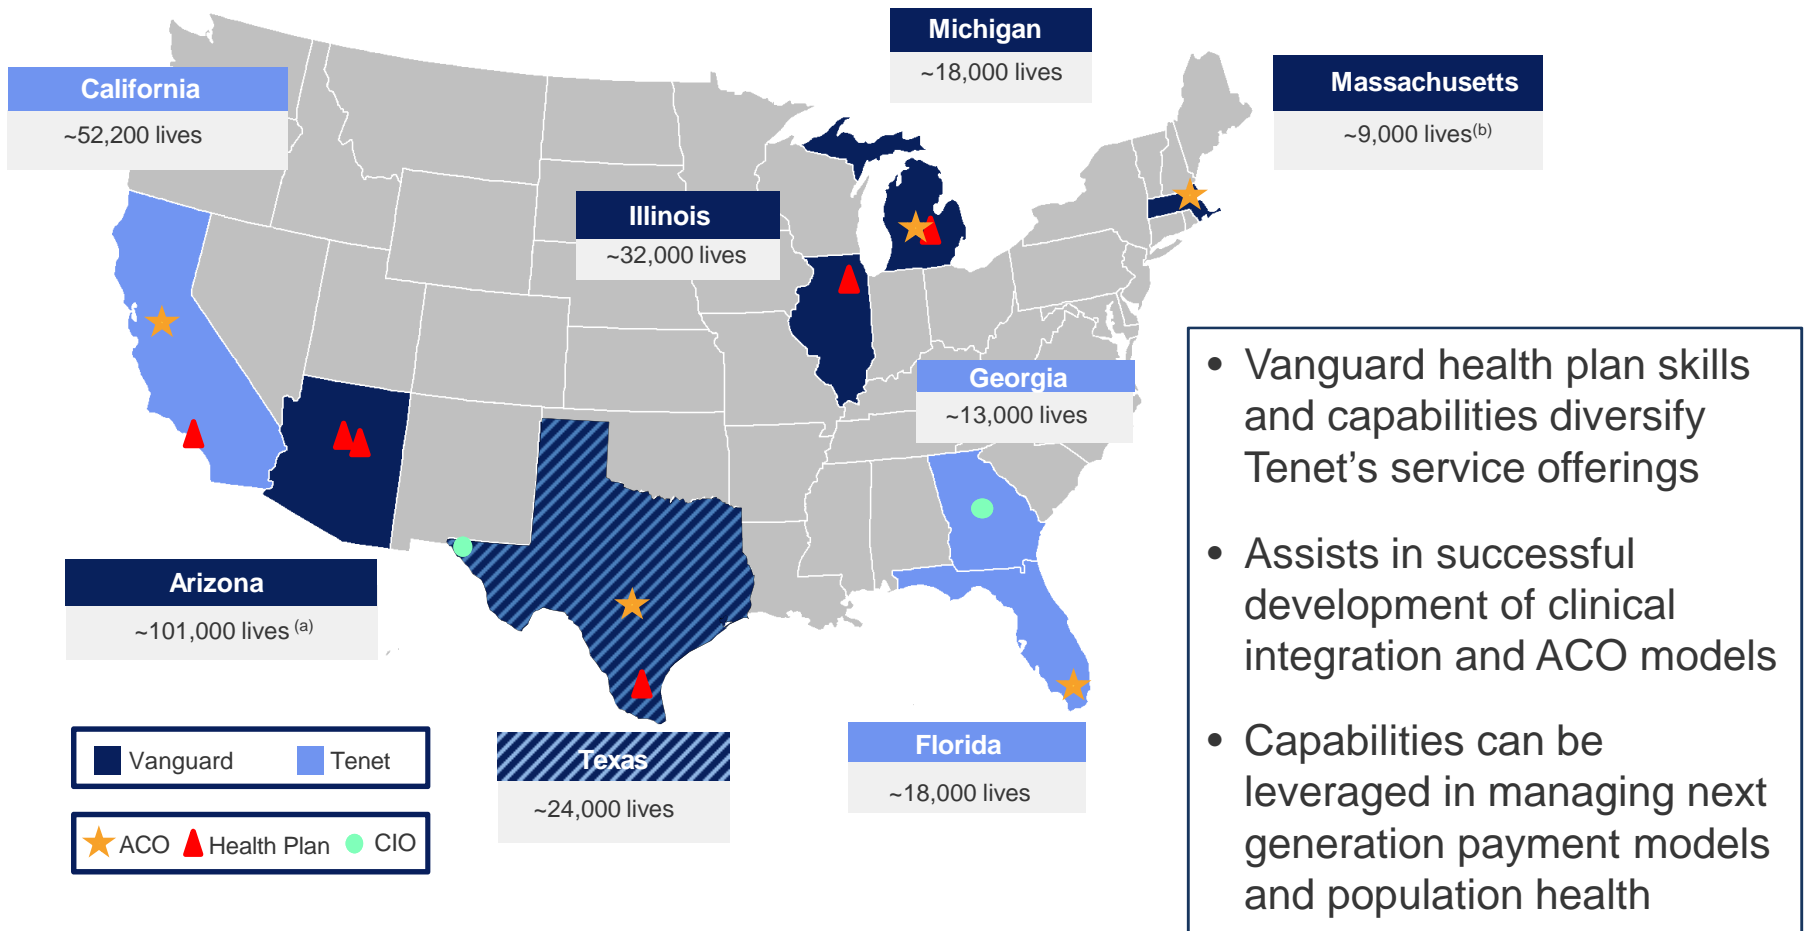 Michigan
~18,000 lives
Massachusetts
~9,000 lives(b)
California
~52,200 lives
Illinois
~32,000 lives
Georgia
~13,000 lives
Arizona
~101,000 lives (a)
Texas
~24,000 lives
Florida
~18,000 lives
Vanguard
Tenet
ACO
Health Plan
CIO
• Vanguard health plan skills
and capabilities diversify
Tenet’s service offerings
• Assists in successful
development of clinical
integration and ACO models
• Capabilities can be
leveraged in managing next
generation payment models
and population health